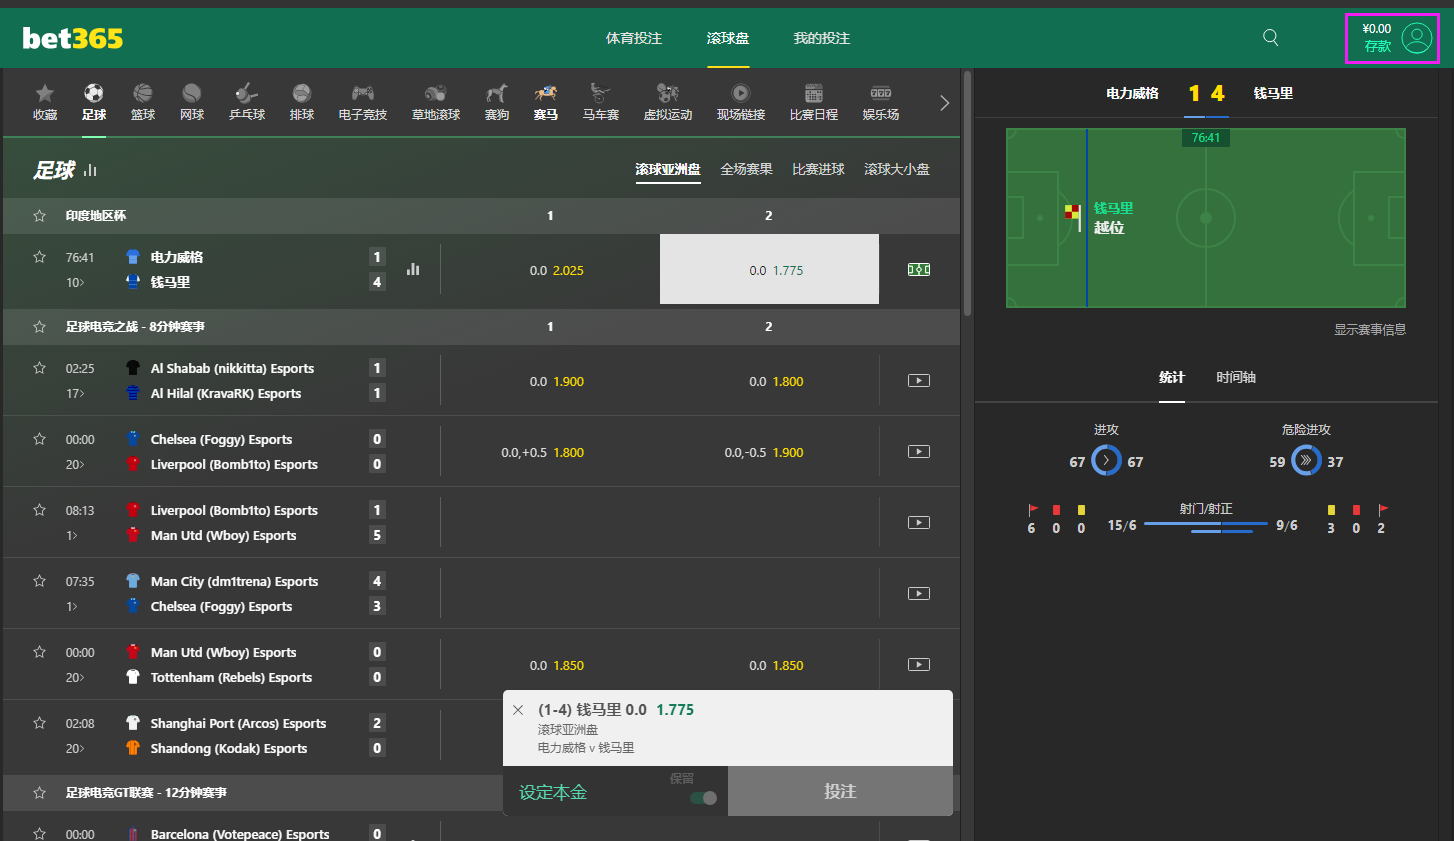 bet365
体育投注
滚球盘
我的投注
¥0.00
存款
收藏
足球
篮球
网球
乒乓球
排球
电子竞技
草地滚球
赛狗
赛马
马车赛
虚拟运动
现场链接
比赛日程
娱乐场
足球
滚球亚洲盘
全场赛果
比赛进球
滚球大小盘
印度地区杯 1 2
76:41 电力威格 1
10> 钱马里 4
0.0 2.025
0.0 1.775
足球电竞之战 - 8分钟赛事 1 2
02:25 Al Shabab (nikkitta) Esports 1
17> Al Hilal (KravaRK) Esports 1
0.0 1.900
0.0 1.800
00:00 Chelsea (Foggy) Esports 0
20> Liverpool (Bomb1to) Esports 0
0.0,+0.5 1.800
0.0,-0.5 1.900
08:13 Liverpool (Bomb1to) Esports 1
1> Man Utd (Wboy) Esports 5
07:35 Man City (dm1trena) Esports 4
1> Chelsea (Foggy) Esports 3
00:00 Man Utd (Wboy) Esports 0
20> Tottenham (Rebels) Esports 0
0.0 1.850
0.0 1.850
02:08 Shanghai Port (Arcos) Esports 2
20> Shandong (Kodak) Esports 0
足球电竞GT联赛 - 12分钟赛事
00:00 Barcelona (Votepeace) Esports 0
(1-4) 钱马里 0.0 1.775
滚球亚洲盘
电力威格 v 钱马里
设定本金
保留
投注
电力威格 1 4 钱马里
76:41
钱马里
越位
显示赛事信息
统计
时间轴
进攻
67 67
危险进攻
59 37
射门/射正
6 0 0 15/6 9/6 3 0 2